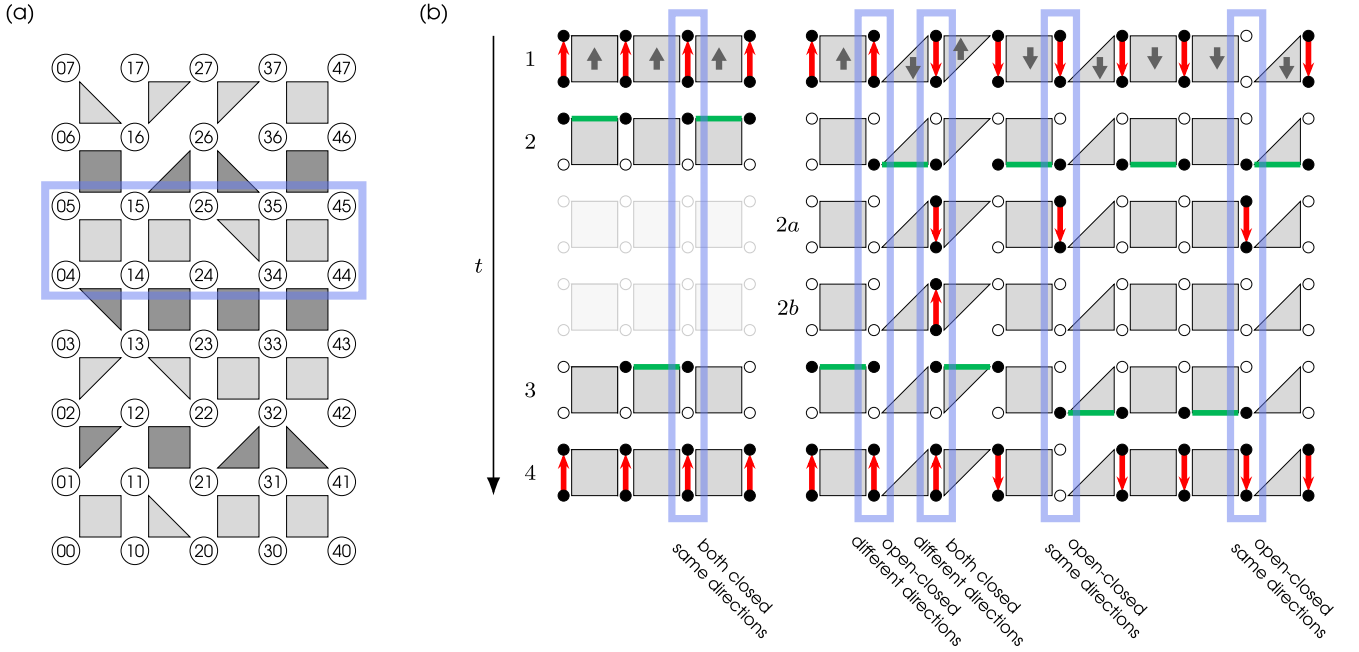 (a)
(b)
07 17 27 37 47
06 16 26 36 46
05 15 25 35 45
04 14 24 34 44
03 13 23 33 43
02 12 22 32 42
01 11 21 31 41
00 10 20 30 40
t
1
2
2a
2b
3
4
both closed
same directions
open-closed
different directions
both closed
different directions
open-closed
same directions
open-closed
same directions